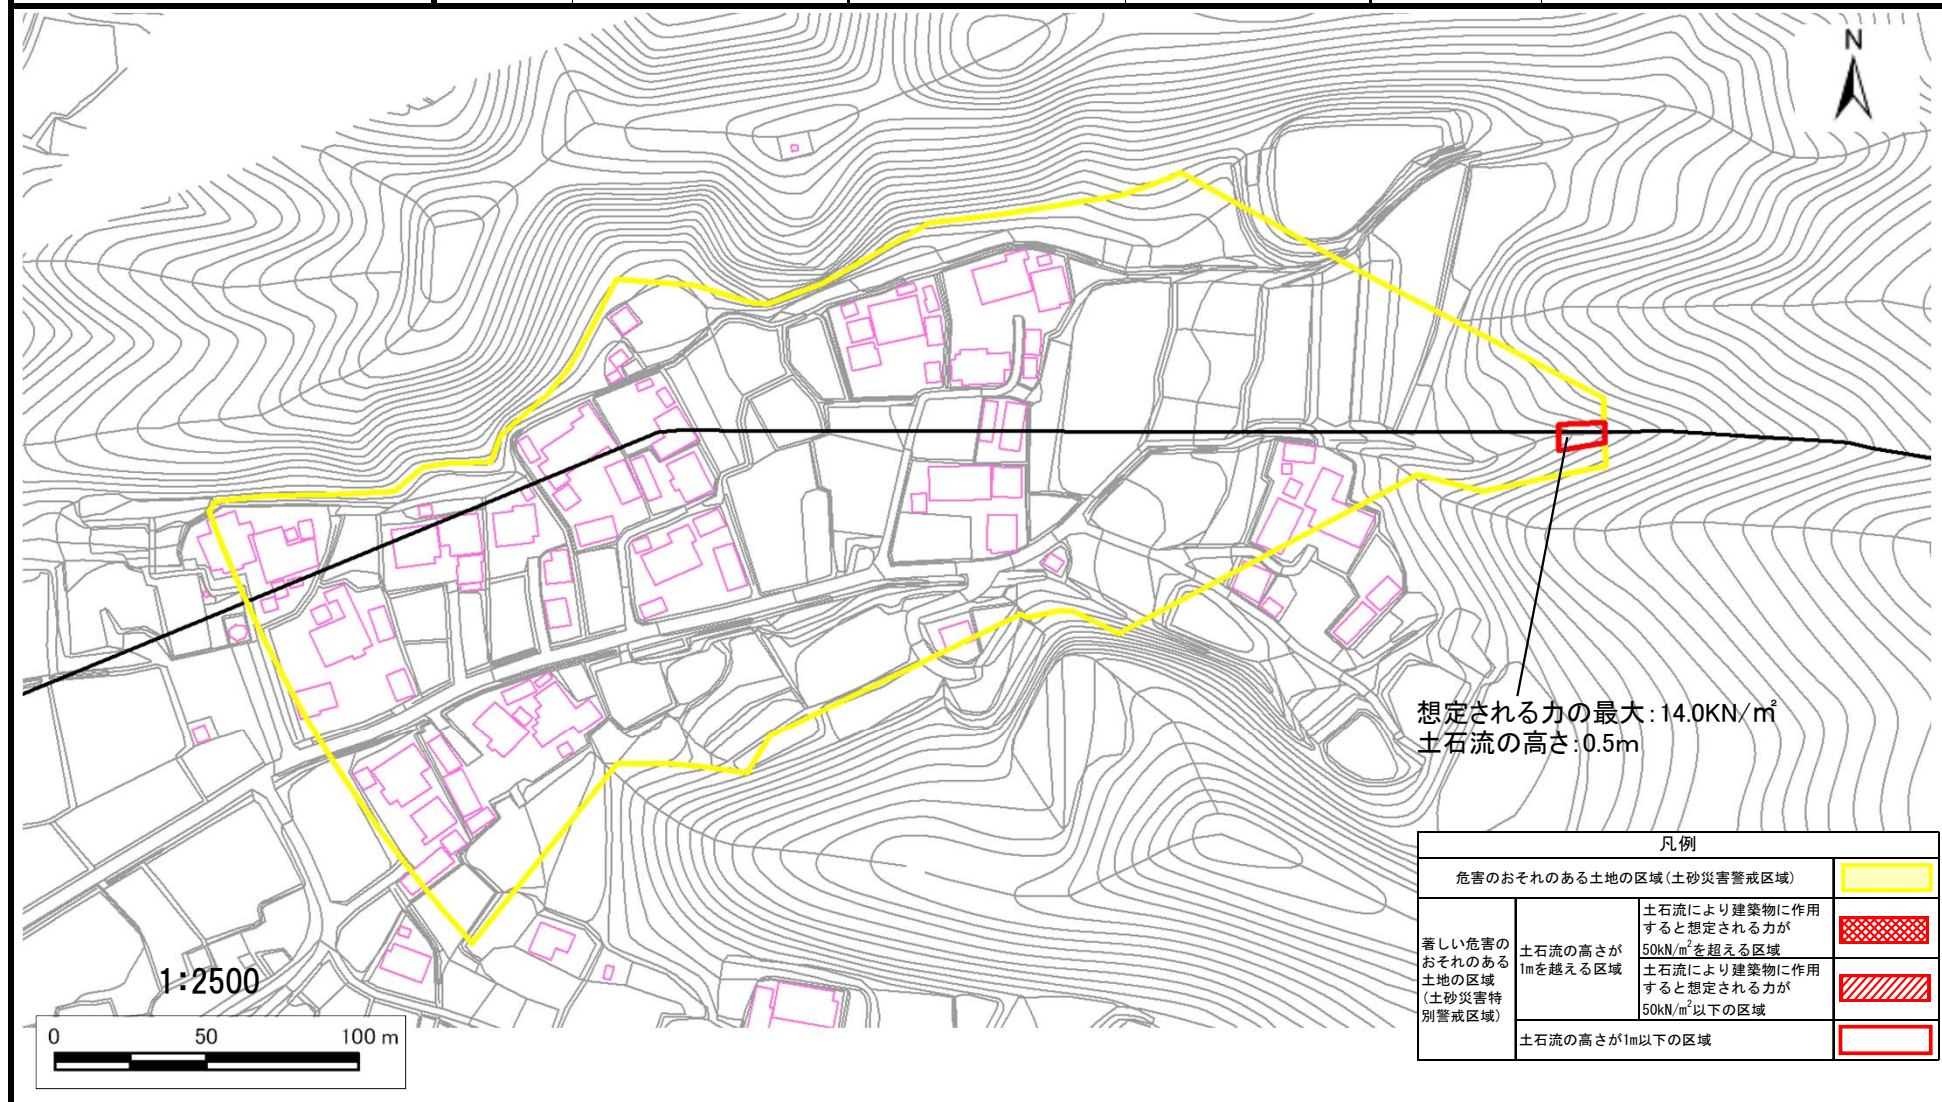 N
想定される力の最大:14.0KN/㎡
土石流の高さ:0.5m
1:2500
0 50 100 m
凡例
危害のおそれのある土地の区域(土砂災害警戒区域)
著しい危害の
おそれのある
土地の区域
(土砂災害特
別警戒区域)
土石流の高さが
1mを越える区域
土石流により建築物に作用
すると想定される力が
50kN/m²を超える区域
土石流により建築物に作用
すると想定される力が
50kN/m²以下の区域
土石流の高さが1m以下の区域